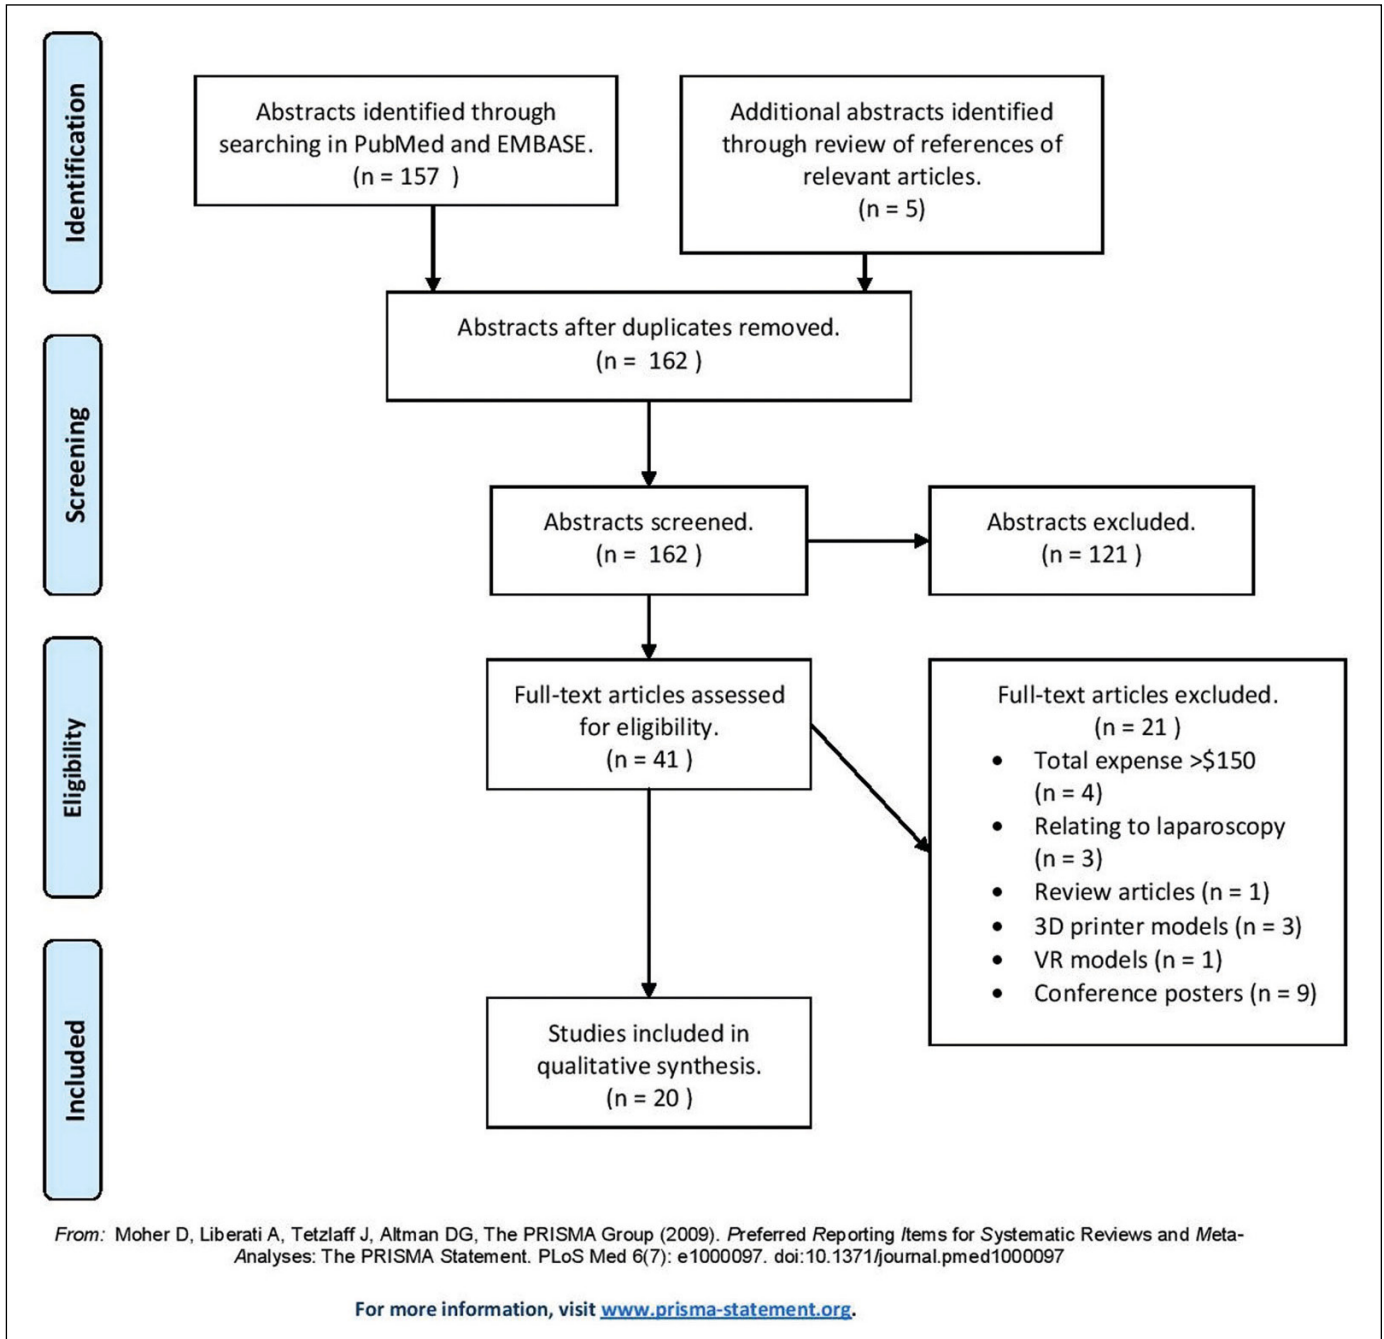 Identification
Abstracts identified through
searching in PubMed and EMBASE.
(n = 157  )
Additional abstracts identified
through review of references of
relevant articles.
(n = 5)
Abstracts after duplicates removed.
(n =  162 )
Screening
Abstracts screened.
(n =  162 )
Abstracts excluded.
(n = 121 )
Eligibility
Full-text articles assessed
for eligibility.
(n = 41 )
Full-text articles excluded.
(n = 21 )
• Total expense >$150
(n = 4)
• Relating to laparoscopy
(n = 3)
• Review articles (n = 1)
• 3D printer models (n = 3)
• VR models (n = 1)
• Conference posters (n = 9)
Included
Studies included in
qualitative synthesis.
(n = 20 )
From: Moher D, Liberati A, Tetzlaff J, Altman DG, The PRISMA Group (2009). Preferred Reporting Items for Systematic Reviews and Meta-
Analyses: The PRISMA Statement. PLoS Med 6(7): e1000097. doi:10.1371/journal.pmed1000097
For more information, visit www.prisma-statement.org.